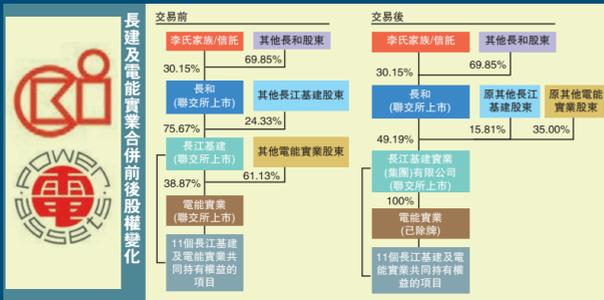 長建及電能實業合併前後股權變化
CKi
power
電
assets
交易前
李氏家族/信託
其他長和股東
30.15%
69.85%
長和
(聯交所上市)
其他長江基建股東
75.67%
24.33%
長江基建
(聯交所上市)
其他電能實業股東
38.87%
61.13%
電能實業
(聯交所上市)
11個長江基建
及電能實業共
同持有權益的
項目
交易後
李氏家族/信託
其他長和股東
30.15%
69.85%
長和
(聯交所上市)
原其他長江
基建股東
原其他電能
實業股東
49.19%
15.81%
35.00%
長江基建實業
(集團)有限公司
(聯交所上市)
100%
電能實業
(已除牌)
11個長江基建及電
能實業共同持有權
益的項目